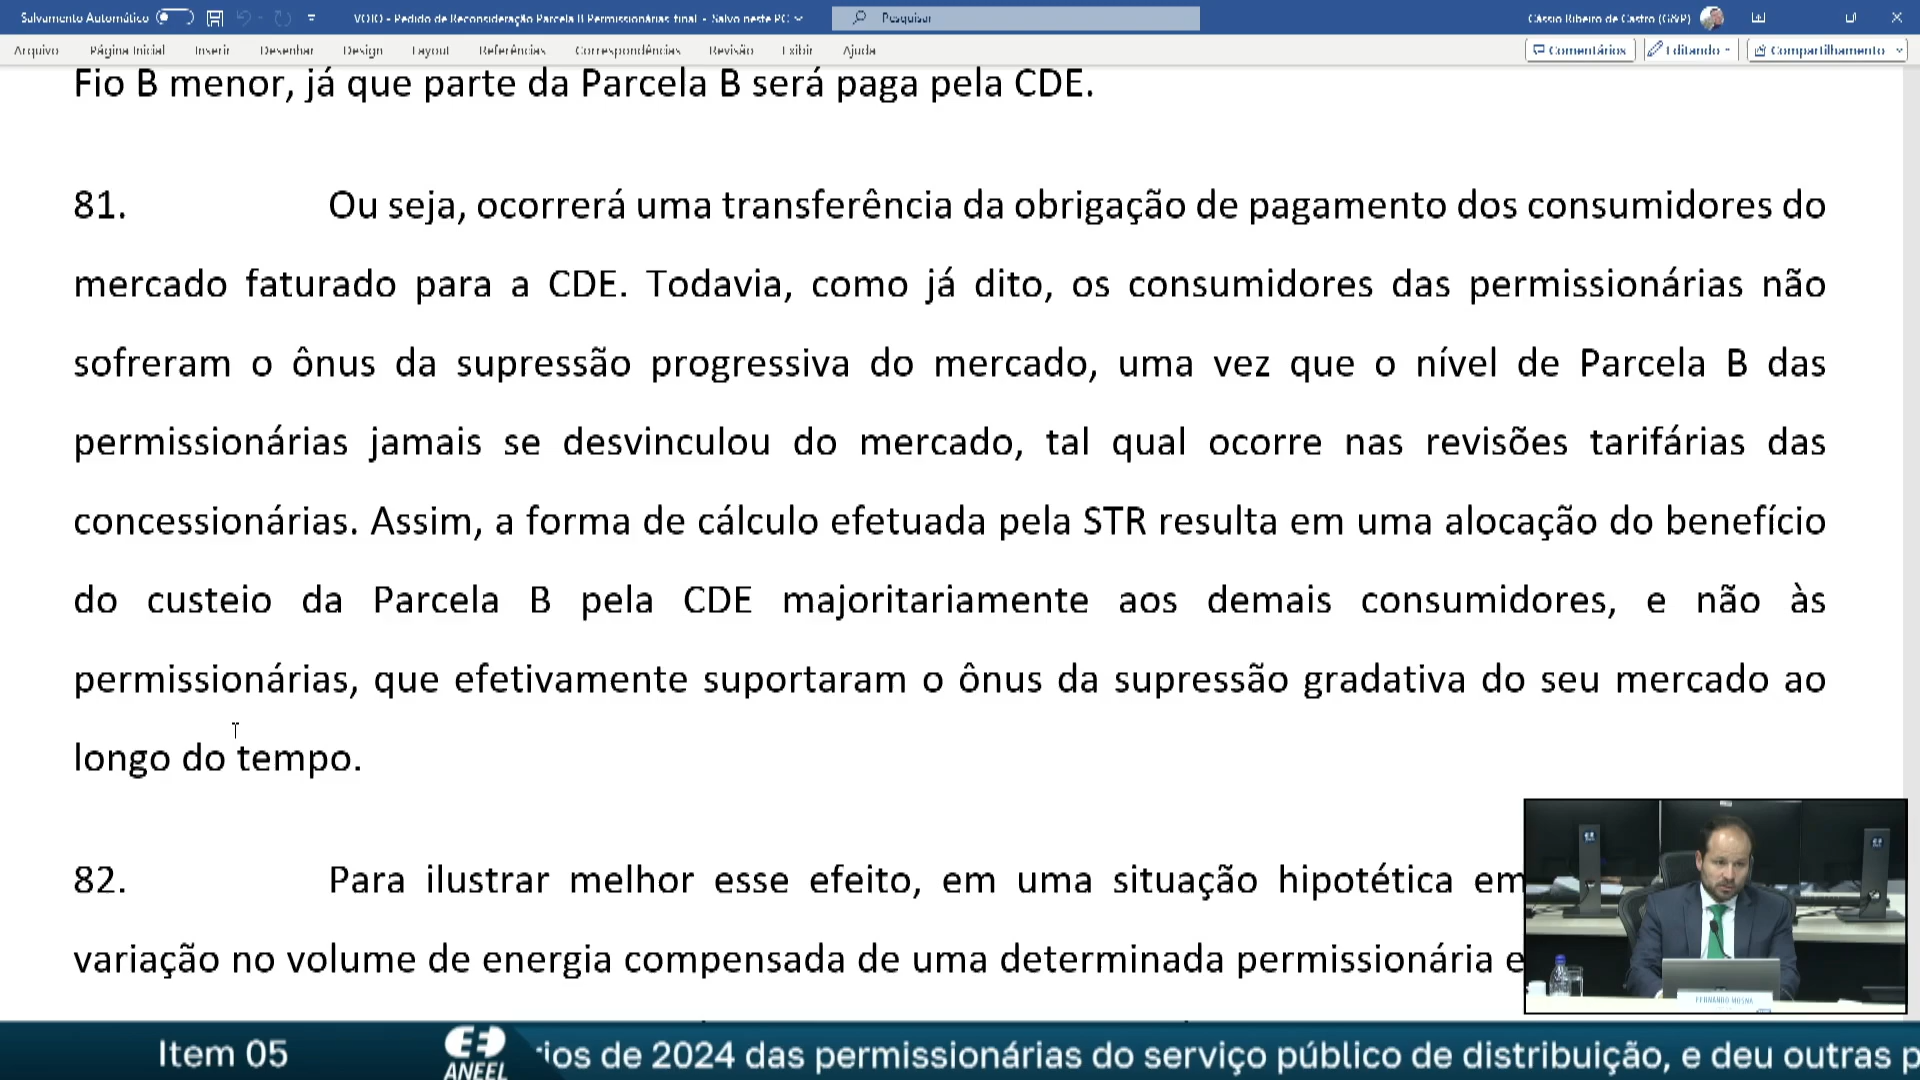 Salvamento Automático
VOTO - Pedido de Reconsideração Parcela B Permissionárias_final - Salvo neste PC
Pesquisar
Cássio Ribeiro de Castro (G&P)
Arquivo Página Inicial Inserir Desenhar Design Layout Referências Correspondências Revisão Exibir Ajuda
Comentários Editando Compartilhamento
Fio B menor, já que parte da Parcela B será paga pela CDE.
81. Ou seja, ocorrerá uma transferência da obrigação de pagamento dos consumidores do
mercado faturado para a CDE. Todavia, como já dito, os consumidores das permissionárias não
sofreram o ônus da supressão progressiva do mercado, uma vez que o nível de Parcela B das
permissionárias jamais se desvinculou do mercado, tal qual ocorre nas revisões tarifárias das
concessionárias. Assim, a forma de cálculo efetuada pela STR resulta em uma alocação do benefício
do custeio da Parcela B pela CDE majoritariamente aos demais consumidores, e não às
permissionárias, que efetivamente suportaram o ônus da supressão gradativa do seu mercado ao
longo do tempo.
82. Para ilustrar melhor esse efeito, em uma situação hipotética em
variação no volume de energia compensada de uma determinada permissionária e
FERNANDO MOSNA
Item 05
ANEEL
ios de 2024 das permissionárias do serviço público de distribuição, e deu outras p